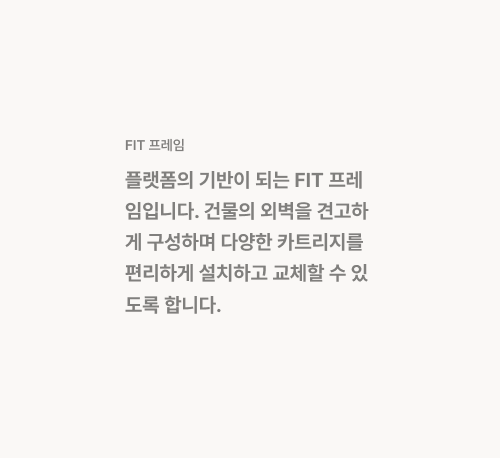 FIT 프레임
플랫폼의 기반이 되는 FIT 프레
임입니다. 건물의 외벽을 견고하
게 구성하며 다양한 카트리지를
편리하게 설치하고 교체할 수 있
도록 합니다.